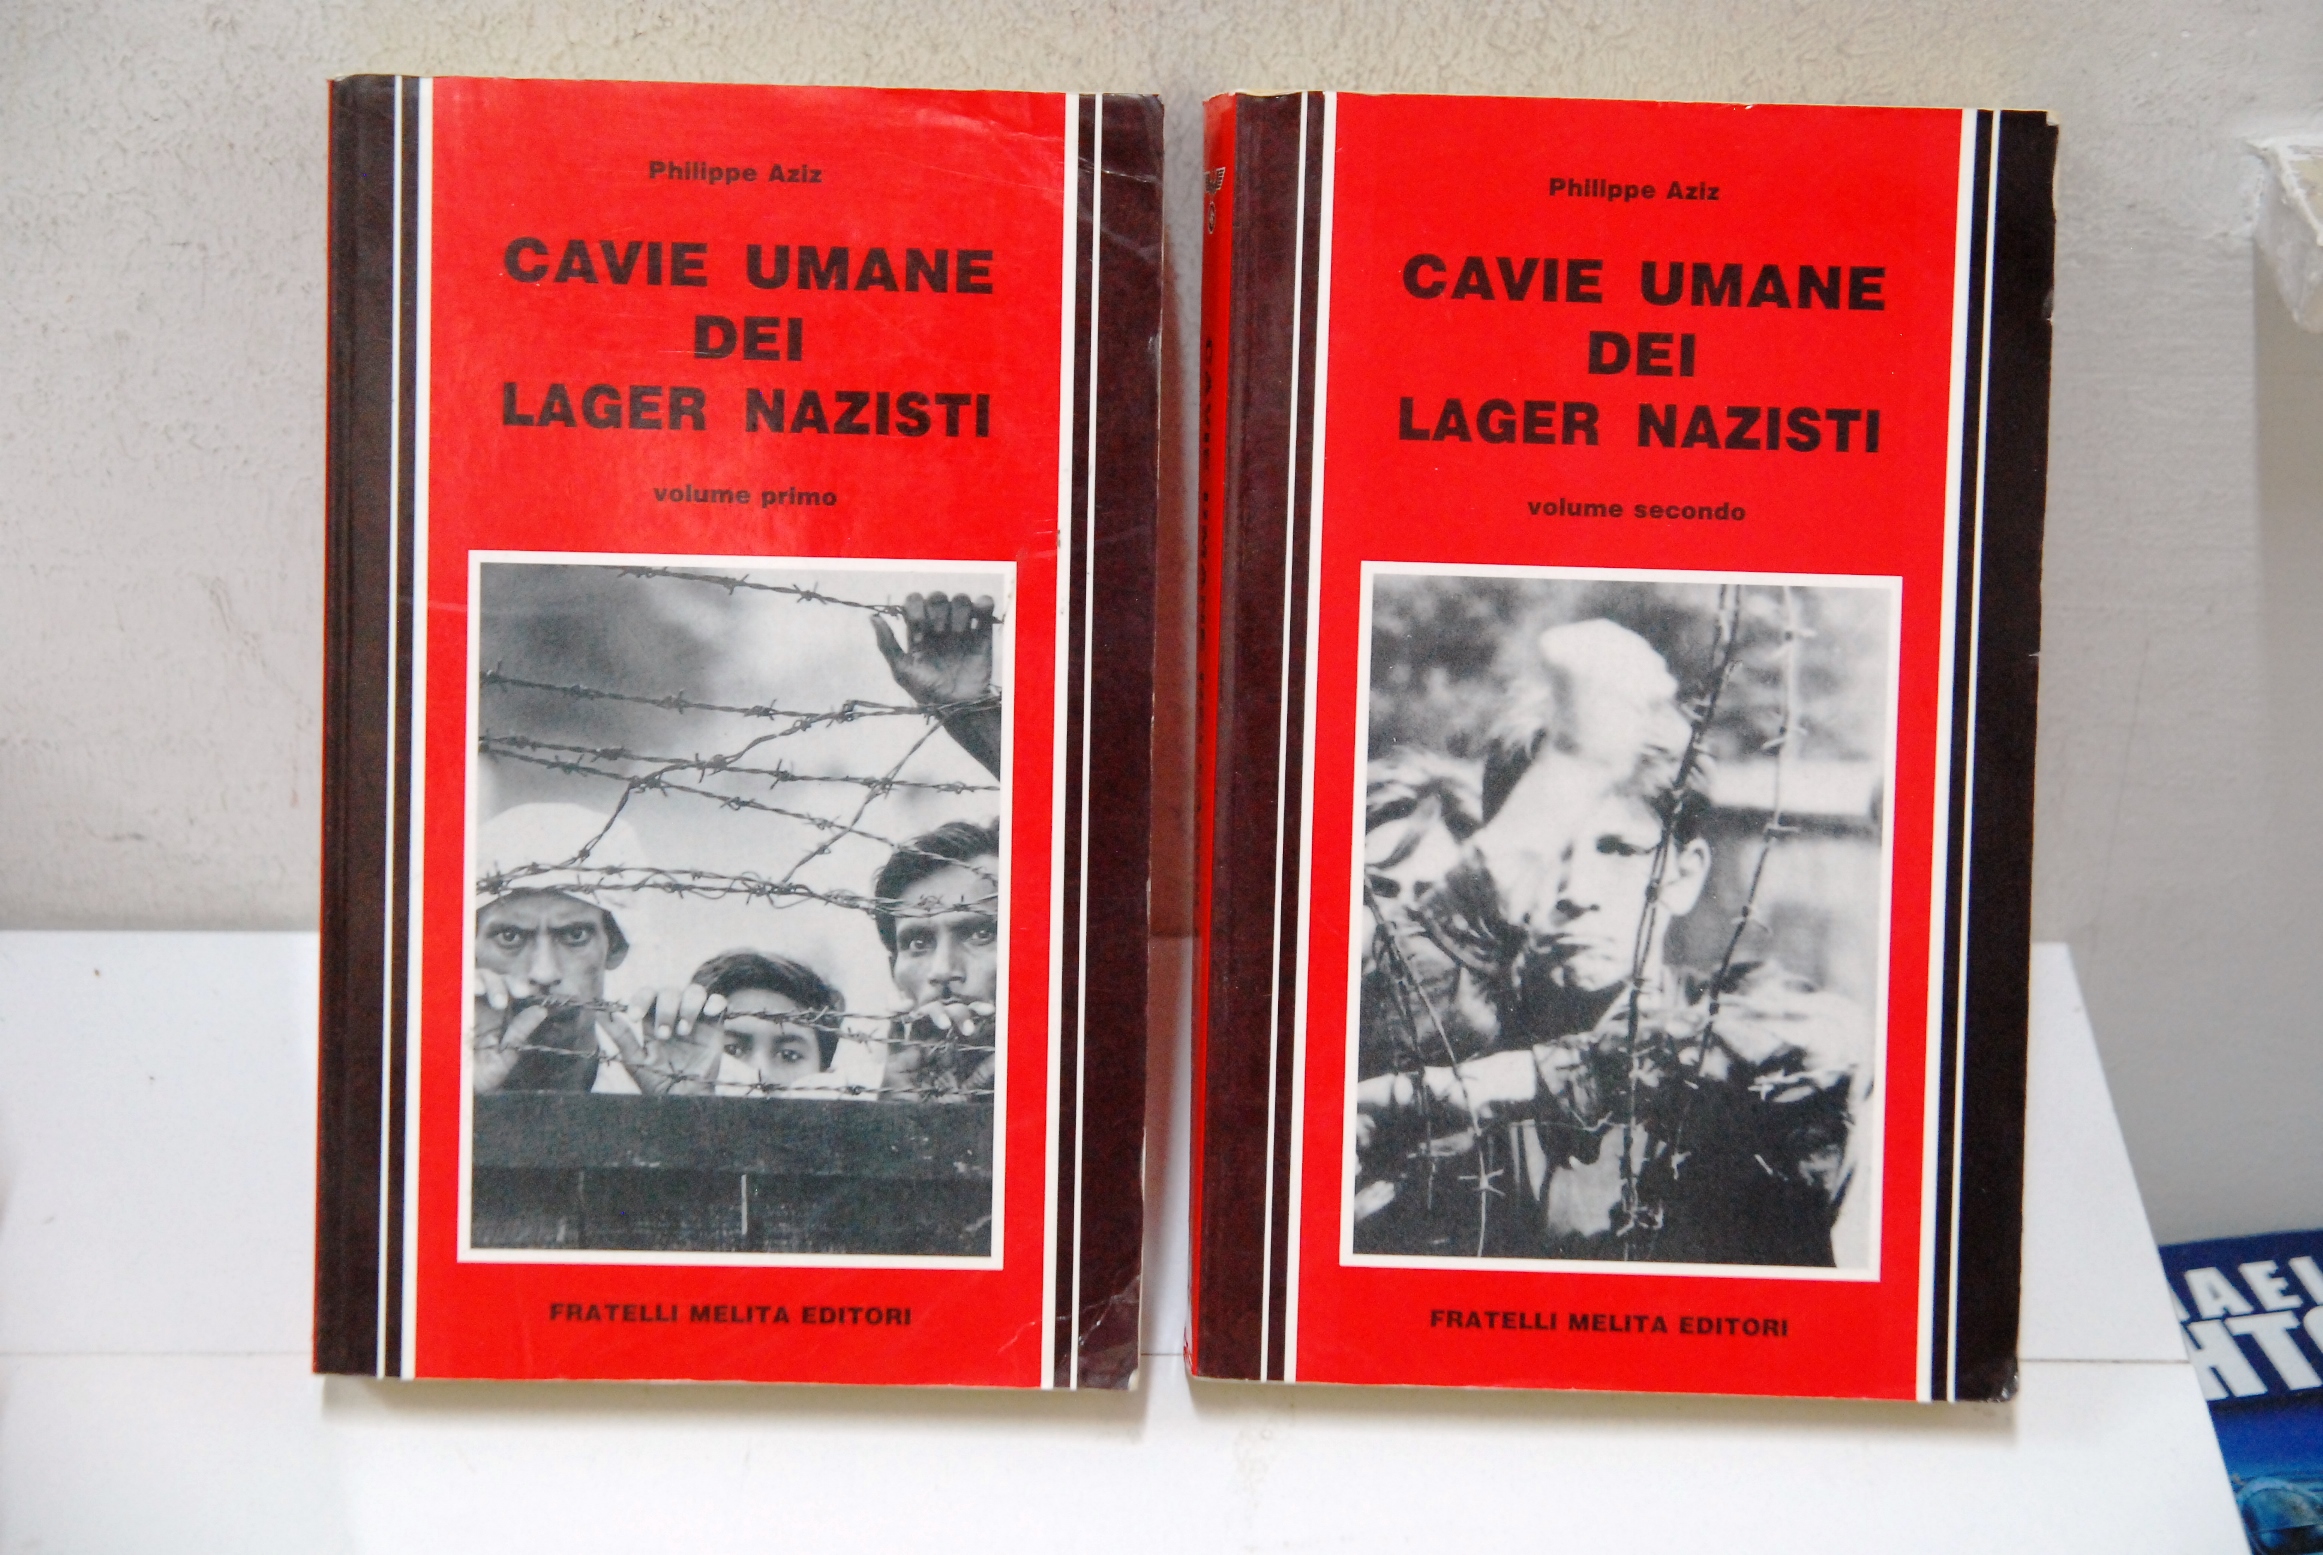 Philippe Aziz
CAVIE UMANE
DEI
LAGER NAZISTI
volume primo
FRATELLI MELITA EDITORI
Philippe Aziz
CAVIE UMANE
DEI
LAGER NAZISTI
volume secondo
FRATELLI MELITA EDITORI